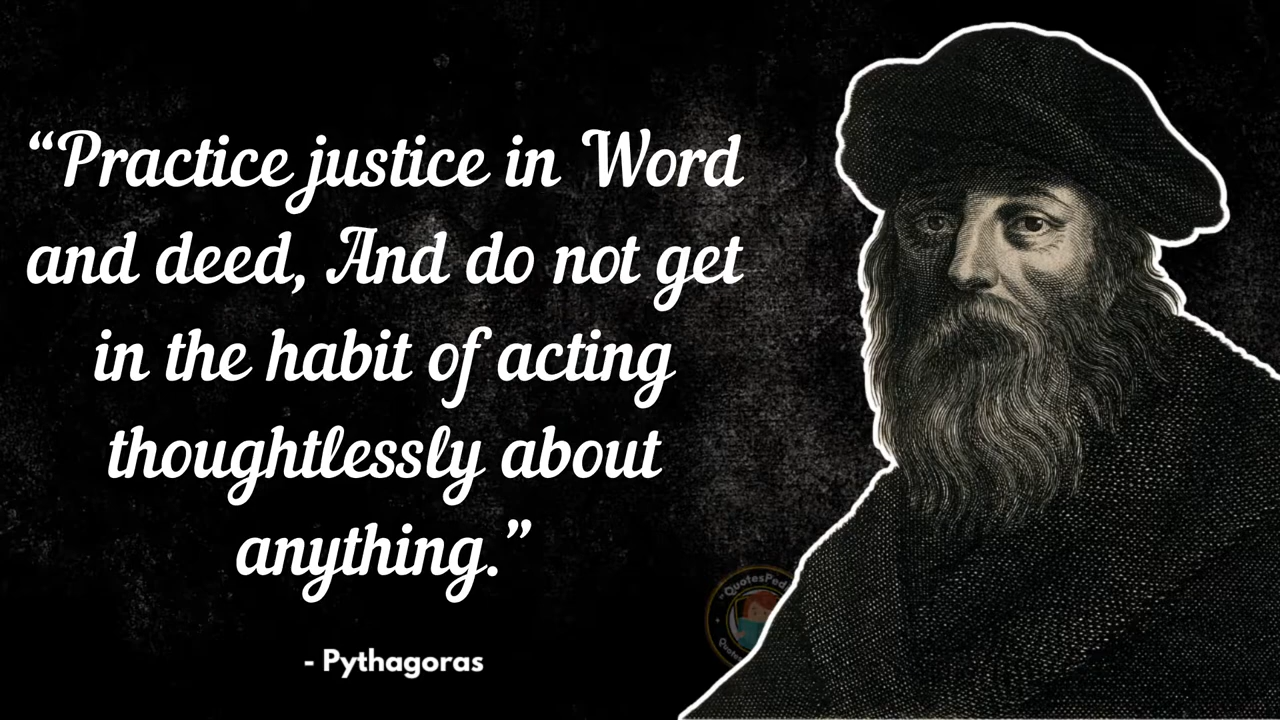 “Practice justice in Word
and deed, And do not get
in the habit of acting
thoughtlessly about
anything.”
- Pythagoras